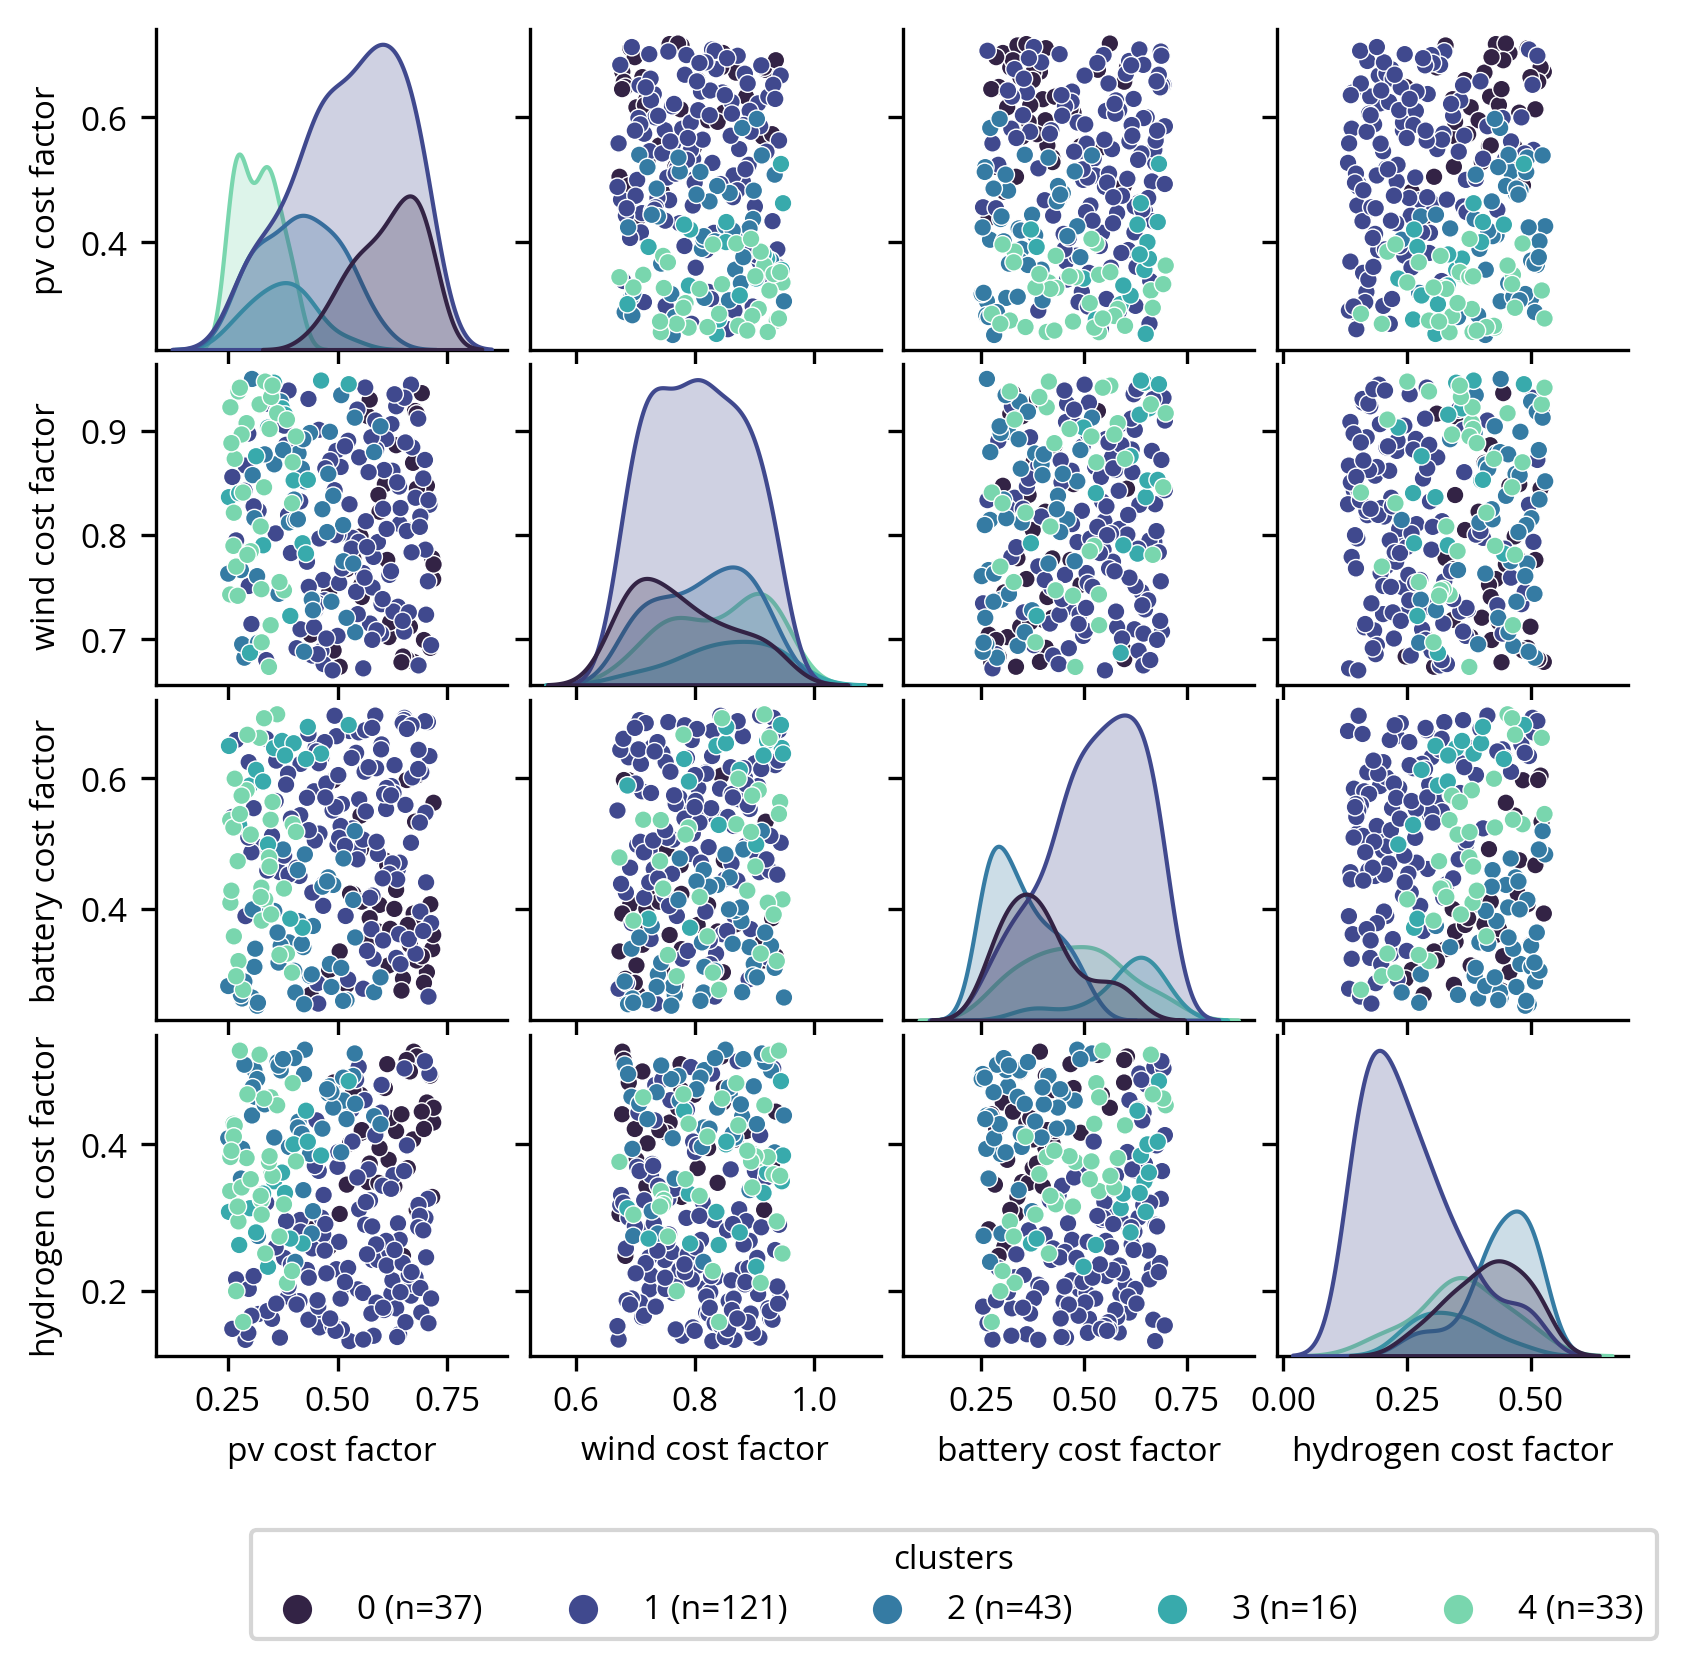 pv cost factor
0.6
0.4
wind cost factor
0.9
0.8
0.7
battery cost factor
0.6
0.4
hydrogen cost factor
0.4
0.2
0.25 0.50 0.75 0.6 0.8 1.0 0.25 0.50 0.75 0.00 0.25 0.50
pv cost factor wind cost factor battery cost factor hydrogen cost factor
clusters
0 (n=37) 1 (n=121) 2 (n=43) 3 (n=16) 4 (n=33)